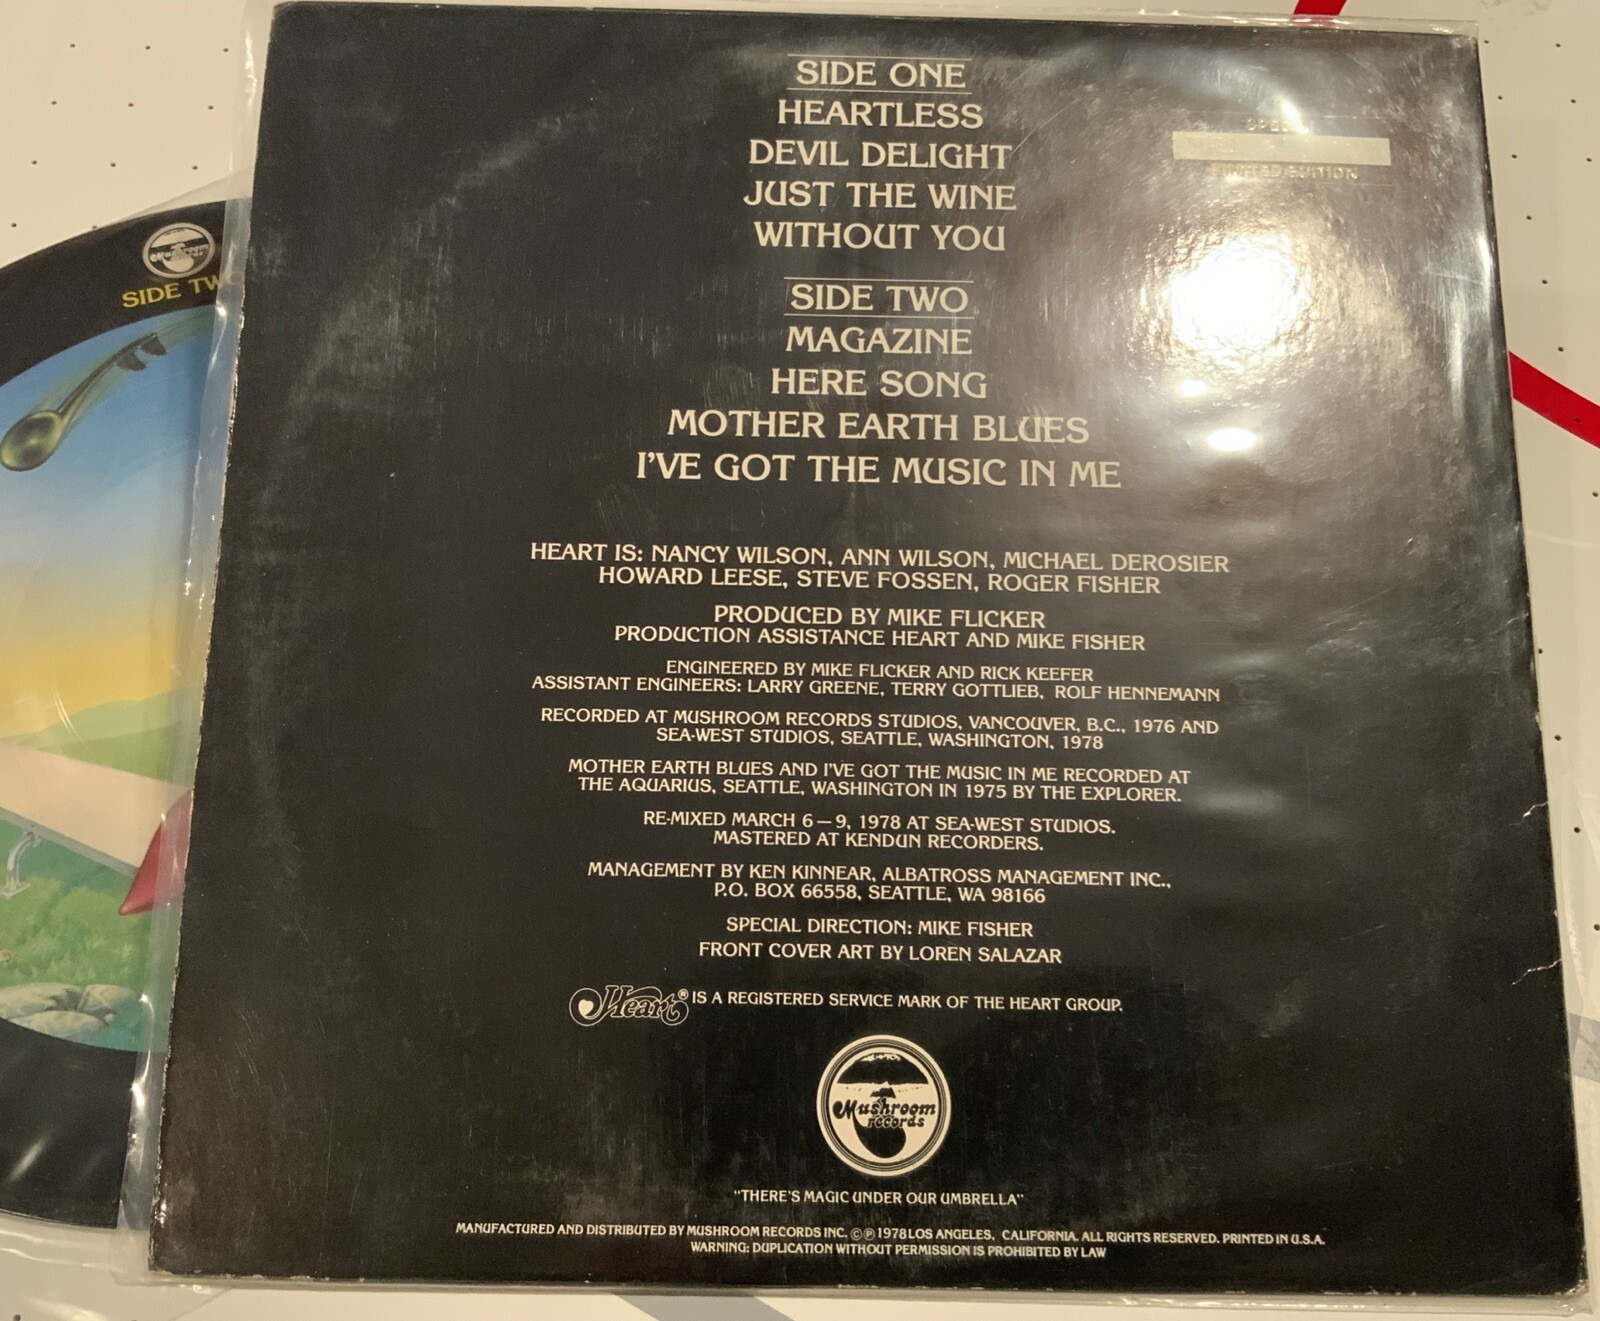 SIDE ONE
HEARTLESS
DEVIL DELIGHT
JUST THE WINE
WITHOUT YOU
LIMITED EDITION
SIDE TWO
MAGAZINE
HERE SONG
MOTHER EARTH BLUES
I'VE GOT THE MUSIC IN ME
HEART IS: NANCY WILSON, ANN WILSON, MICHAEL DEROSIER
HOWARD LEESE, STEVE FOSSEN, ROGER FISHER
PRODUCED BY MIKE FLICKER
PRODUCTION ASSISTANCE HEART AND MIKE FISHER
ENGINEERED BY MIKE FLICKER AND RICK KEEFER
ASSISTANT ENGINEERS: LARRY GREENE, TERRY GOTTLIEB, ROLF HENNEMANN
RECORDED AT MUSHROOM RECORDS STUDIOS, VANCOUVER, B.C., 1976 AND
SEA-WEST STUDIOS, SEATTLE, WASHINGTON, 1978
MOTHER EARTH BLUES AND I'VE GOT THE MUSIC IN ME RECORDED AT
THE AQUARIUS, SEATTLE, WASHINGTON IN 1975 BY THE EXPLORER.
RE-MIXED MARCH 6 – 9, 1978 AT SEA-WEST STUDIOS.
MASTERED AT KENDUN RECORDERS.
MANAGEMENT BY KEN KINNEAR, ALBATROSS MANAGEMENT INC.,
P.O. BOX 66558, SEATTLE, WA 98166
SPECIAL DIRECTION: MIKE FISHER
FRONT COVER ART BY LOREN SALAZAR
Heart® IS A REGISTERED SERVICE MARK OF THE HEART GROUP.
Mushroom
records
"THERE'S MAGIC UNDER OUR UMBRELLA"
MANUFACTURED AND DISTRIBUTED BY MUSHROOM RECORDS INC. ©℗ 1978 LOS ANGELES, CALIFORNIA. ALL RIGHTS RESERVED. PRINTED IN U.S.A.
WARNING: DUPLICATION WITHOUT PERMISSION IS PROHIBITED BY LAW
Mushroom
records
SIDE TW